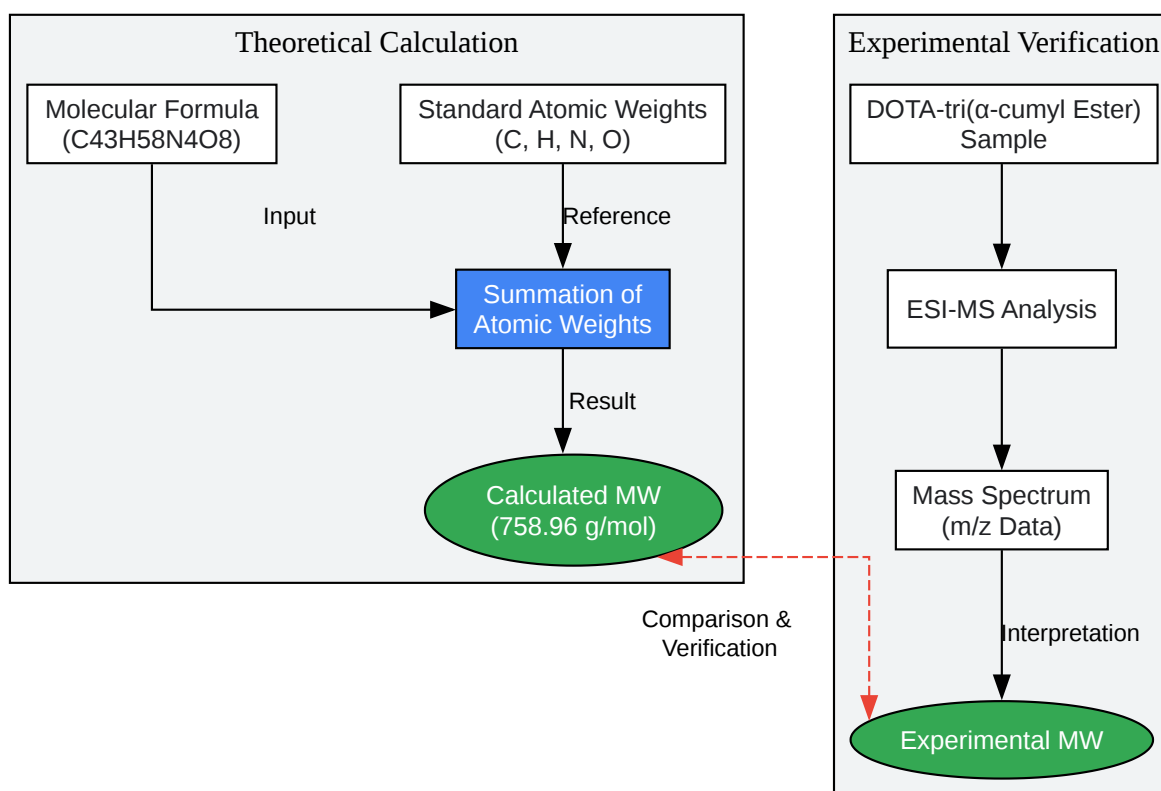 Theoretical Calculation
Molecular Formula
(C43H58N4O8)
Standard Atomic Weights
(C, H, N, O)
Input
Reference
Summation of
Atomic Weights
Result
Calculated MW
(758.96 g/mol)
Comparison &
Verification
Experimental Verification
DOTA-tri(α-cumyl Ester)
Sample
ESI-MS Analysis
Mass Spectrum
(m/z Data)
Interpretation
Experimental MW